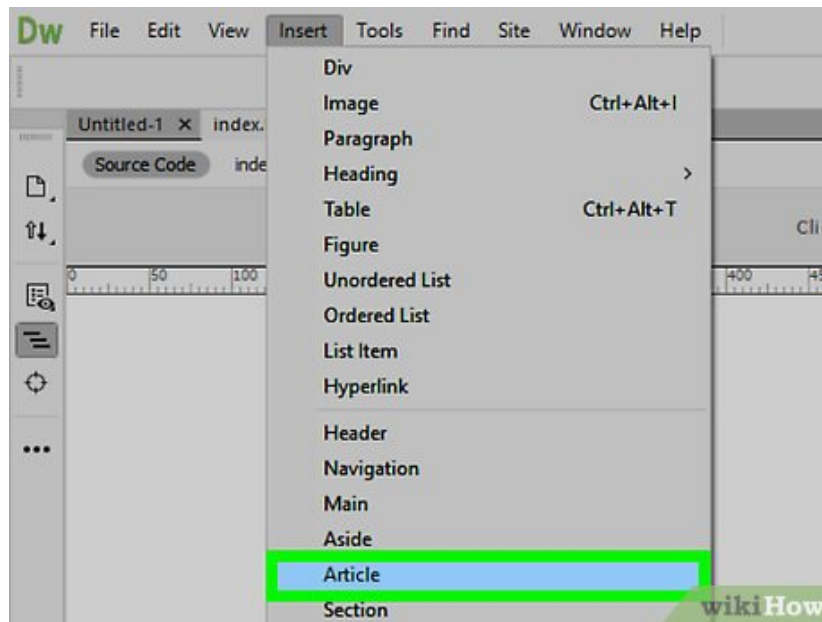 Dw File Edit View Insert Tools Find Site Window Help
Div
Image Ctrl+Alt+I
Untitled-1 × index.
Paragraph
Source Code inde
Heading >
Table Ctrl+Alt+T
Cli
Figure
0 50 100 400 45
Unordered List
Ordered List
List Item
Hyperlink
Header
Navigation
Main
Aside
Article
Section
wikiHow